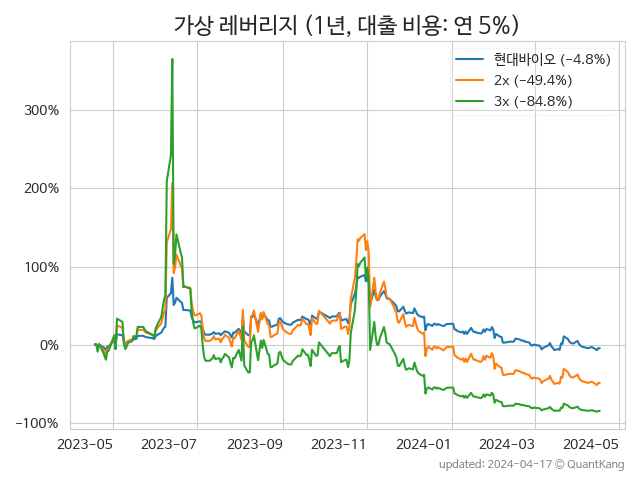 가상 레버리지 (1년, 대출 비용: 연 5%)
현대바이오 (−4.8%)
2x (−49.4%)
3x (−84.8%)
300%
200%
100%
0%
−100%
2023-05 2023-07 2023-09 2023-11 2024-01 2024-03 2024-05
updated: 2024-04-17 © QuantKang